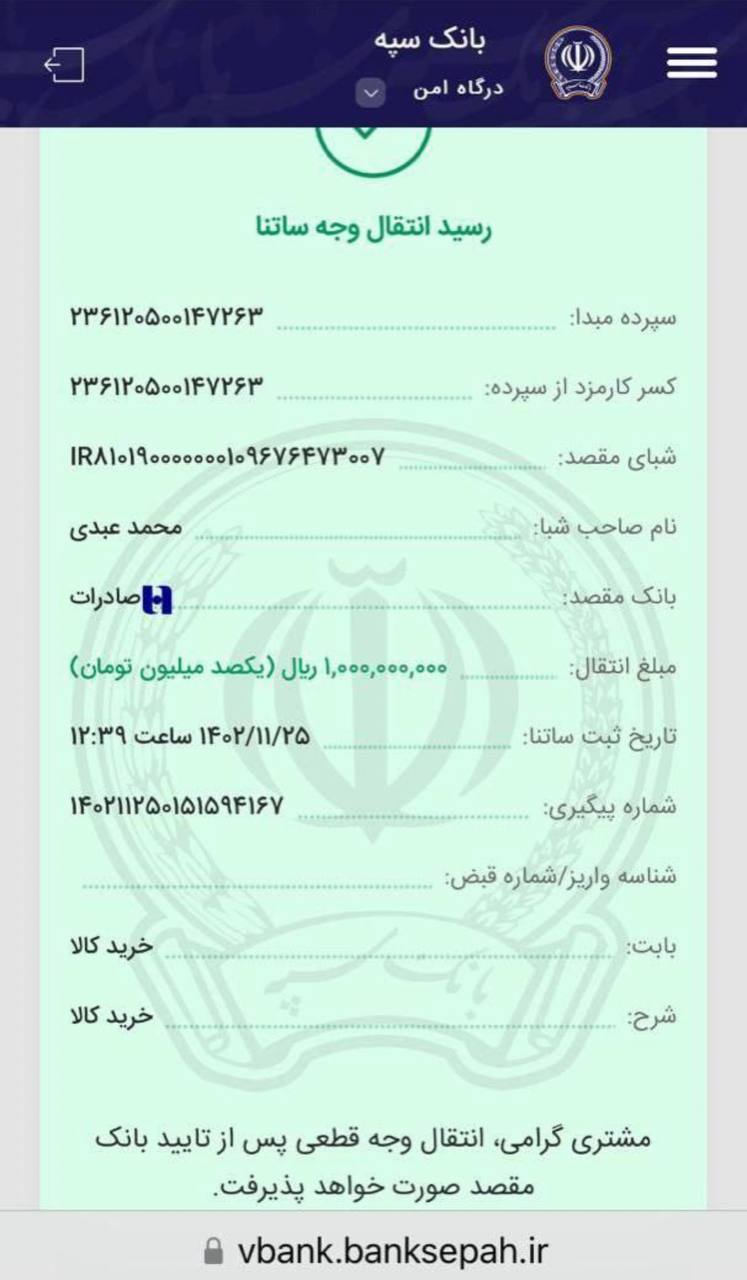 بانک سپه
درگاه امن
رسید انتقال وجه ساتنا
سپرده مبدا: ۲۳۶۱۲۰۵۰۰۱۴۷۲۶۳
کسر کارمزد از سپرده: ۲۳۶۱۲۰۵۰۰۱۴۷۲۶۳
شبای مقصد: IR۸۱۰۱۹۰۰۰۰۰۰۰۰۱۰۹۶۷۶۴۷۳۰۰۷
نام صاحب شبا: محمد عبدی
بانک مقصد: صادرات
مبلغ انتقال: ۱,۰۰۰,۰۰۰,۰۰۰ ریال (یکصد میلیون تومان)
تاریخ ثبت ساتنا: ۱۴۰۲/۱۱/۲۵ ساعت ۱۲:۳۹
شماره پیگیری: ۱۴۰۲۱۱۲۵۰۱۵۱۵۹۴۱۶۷
شناسه واریز/شماره قبض:
بابت: خرید کالا
شرح: خرید کالا
مشتری گرامی، انتقال وجه قطعی پس از تایید بانک
مقصد صورت خواهد پذیرفت.
vbank.banksepah.ir